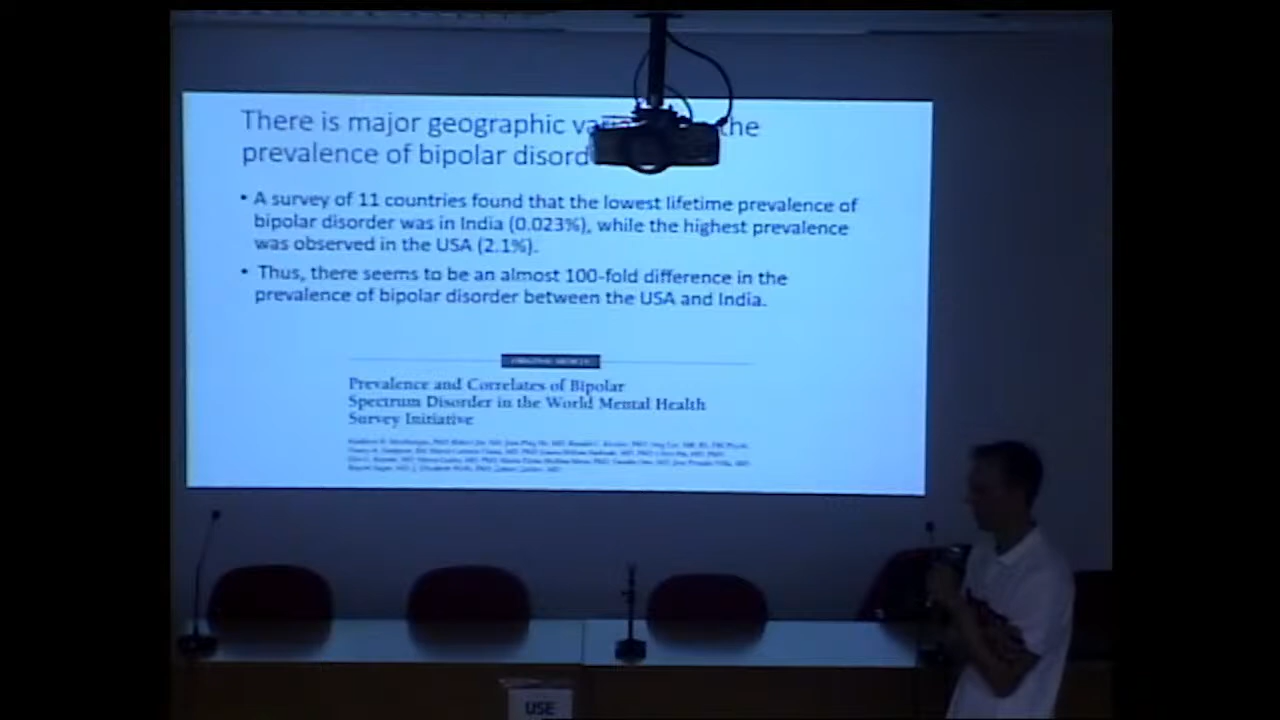 There is major geographic the
prevalence of bipolar
• A survey of 11 countries found that the lowest lifetime prevalence of
bipolar disorder was in India (0.023%), while the highest prevalence
was observed in the USA (2.1%).
• Thus, there seems to be an almost 100-fold difference in the
prevalence of bipolar disorder between the USA and India.
Prevalence and Correlates of Bipolar
Spectrum Disorder in the World Mental Health
Survey Initiative
USE